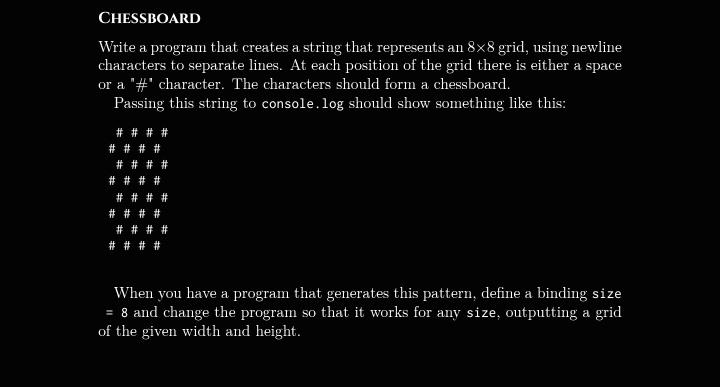 CHESSBOARD
Write a program that creates a string that represents an 8×8 grid, using newline
characters to separate lines. At each position of the grid there is either a space
or a "#" character. The characters should form a chessboard.
Passing this string to console.log should show something like this:
 # # # #
# # # #
 # # # #
# # # #
 # # # #
# # # #
 # # # #
# # # #
When you have a program that generates this pattern, define a binding size
= 8 and change the program so that it works for any size, outputting a grid
of the given width and height.